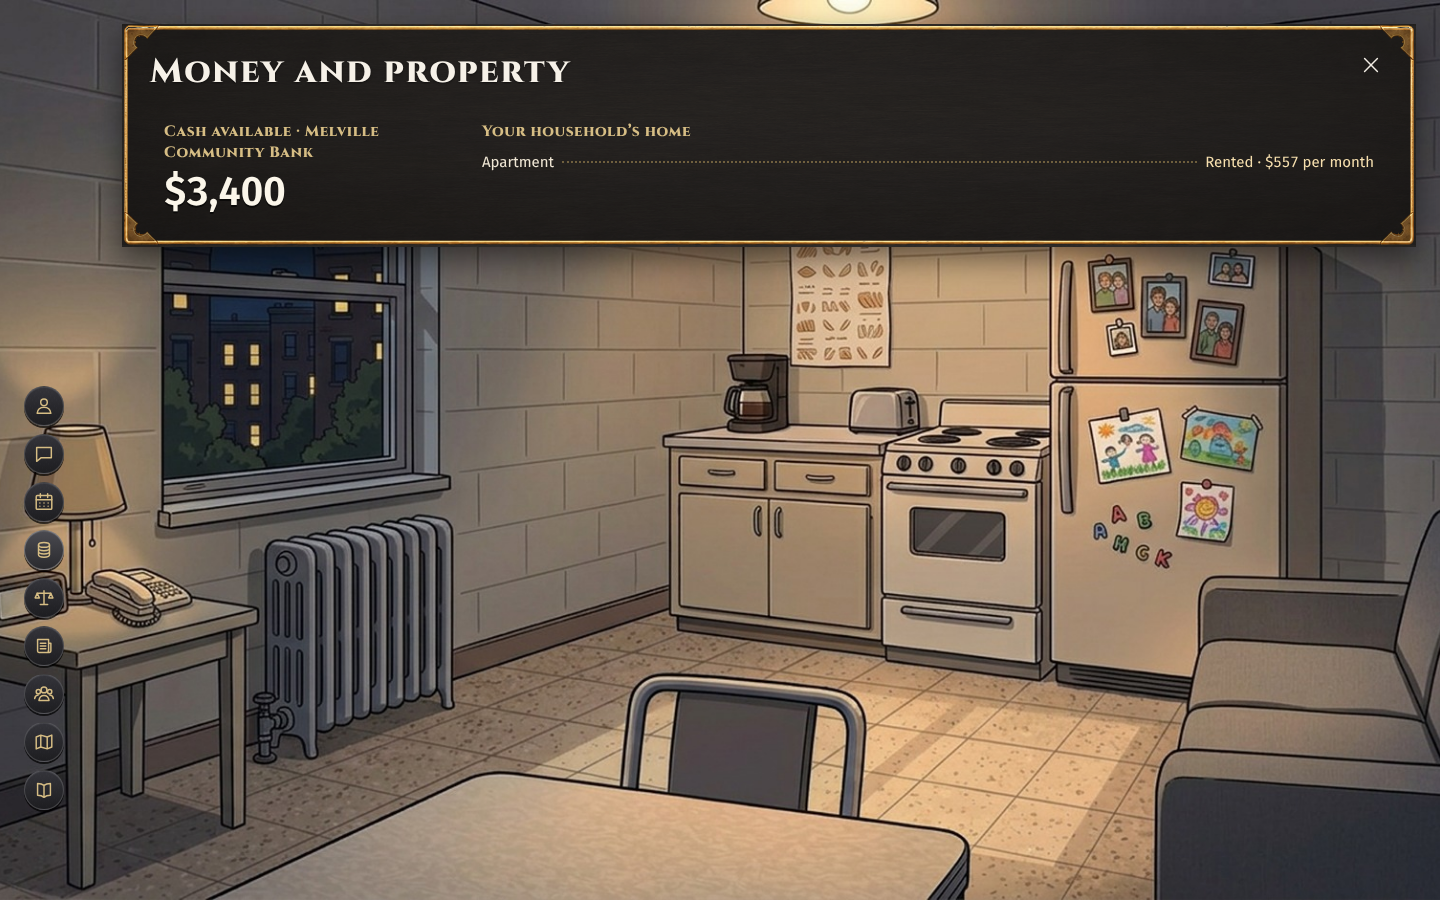 Money and property
Cash available · Melville
Community Bank
$3,400
Your household's home
Apartment Rented · $557 per month
A B
A H G K